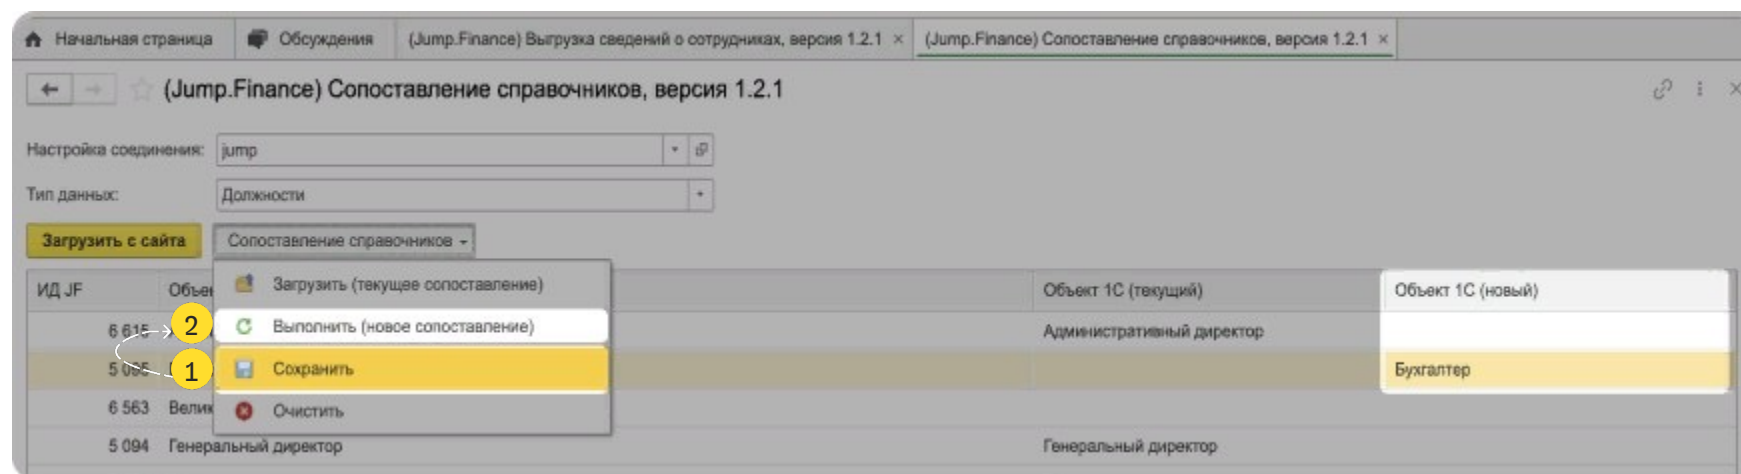 Начальная страница Обсуждения (Jump.Finance) Выгрузка сведений о сотрудниках, версия 1.2.1 × (Jump.Finance) Сопоставление справочников, версия 1.2.1 ×
(Jump.Finance) Сопоставление справочников, версия 1.2.1
Настройка соединения: jump
Тип данных: Должности
Загрузить с сайта Сопоставление справочников
ИД JF Загрузить (текущее сопоставление) Объект 1С (текущий) Объект 1С (новый)
6 615 2 Выполнить (новое сопоставление) Административный директор
5 095 1 Сохранить Бухгалтер
6 563 Очистить
5 094 Генеральный директор Генеральный директор